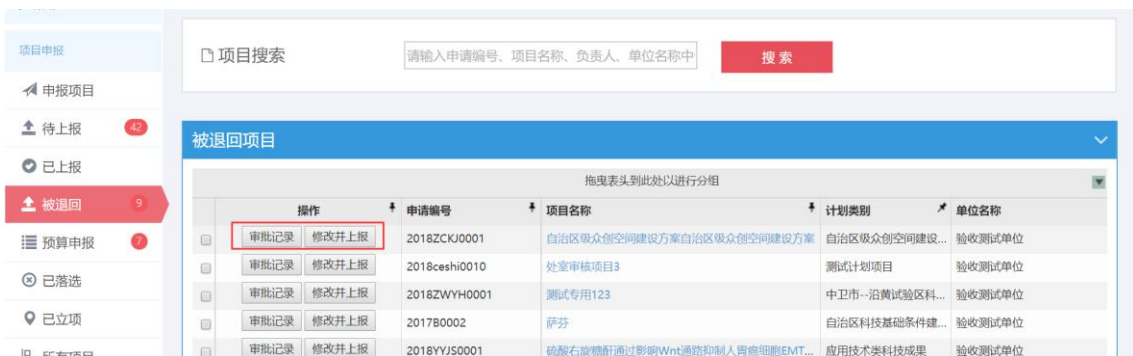 项目申报
申报项目
待上报 42
已上报
被退回 9
预算申报 7
已落选
已立项
所有项目
项目搜索
请输入申请编号、项目名称、负责人、单位名称中
搜 索
被退回项目
拖曳表头到此处以进行分组
操作 申请编号 项目名称 计划类别 单位名称
审批记录 修改并上报 2018ZCKJ0001 自治区级众创空间建设方案自治区级众创空间建设方案 自治区级众创空间建设... 验收测试单位
审批记录 修改并上报 2018ceshi0010 处室审核项目3 测试计划项目 验收测试单位
审批记录 修改并上报 2018ZWYH0001 测试专用123 中卫市--沿黄试验区科... 验收测试单位
审批记录 修改并上报 2017B0002 萨芬 自治区科技基础条件建... 验收测试单位
审批记录 修改并上报 2018YYJS0001 硫酸右旋糖酐通过影响Wnt通路抑制人胃癌细胞EMT... 应用技术类科技成果 验收测试单位